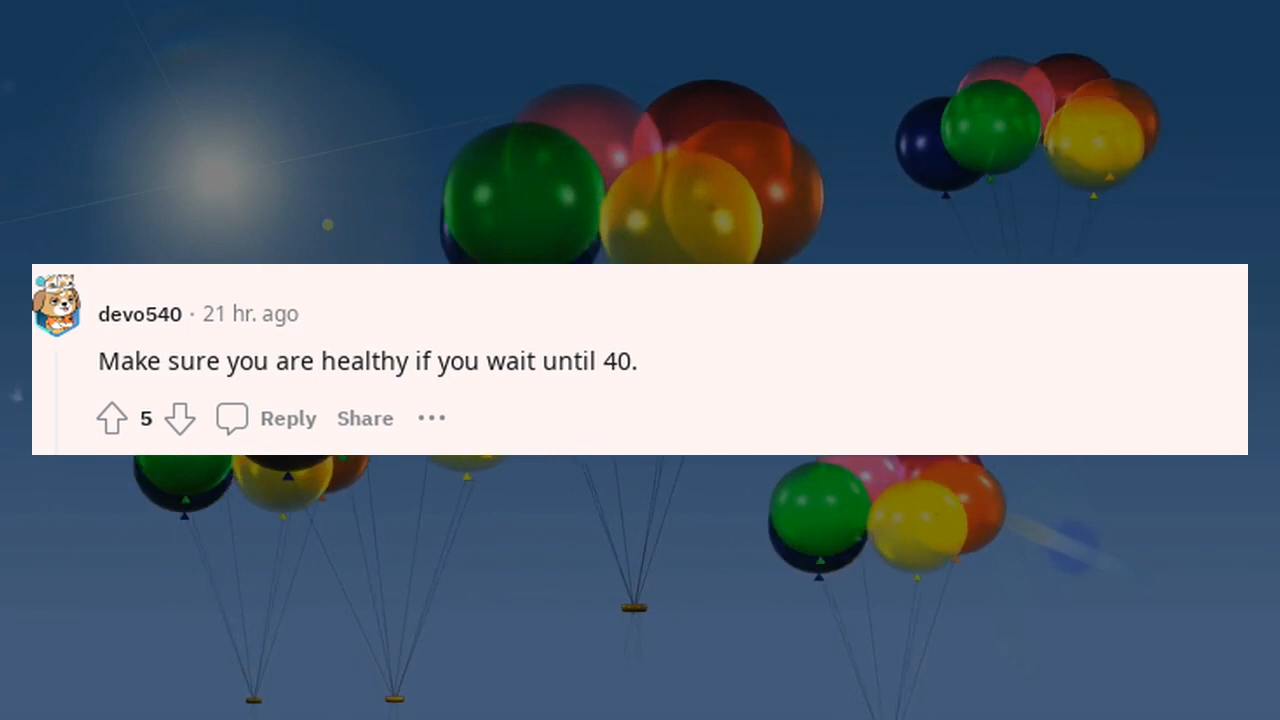 devo540 · 21 hr. ago
Make sure you are healthy if you wait until 40.
5 Reply Share ···